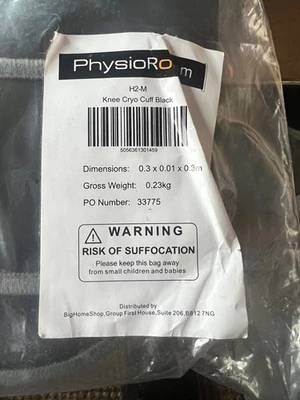 PhysioRo m
H2-M
Knee Cryo Cuff Black
5056361301459
Dimensions: 0.3 x 0.01 x 0.3m
Gross Weight: 0.23kg
PO Number: 33775
WARNING
RISK OF SUFFOCATION
Please keep this bag away
from small children and babies
Distributed by
BigHomeShop, Group First House, Suite 206, BB12 7NG